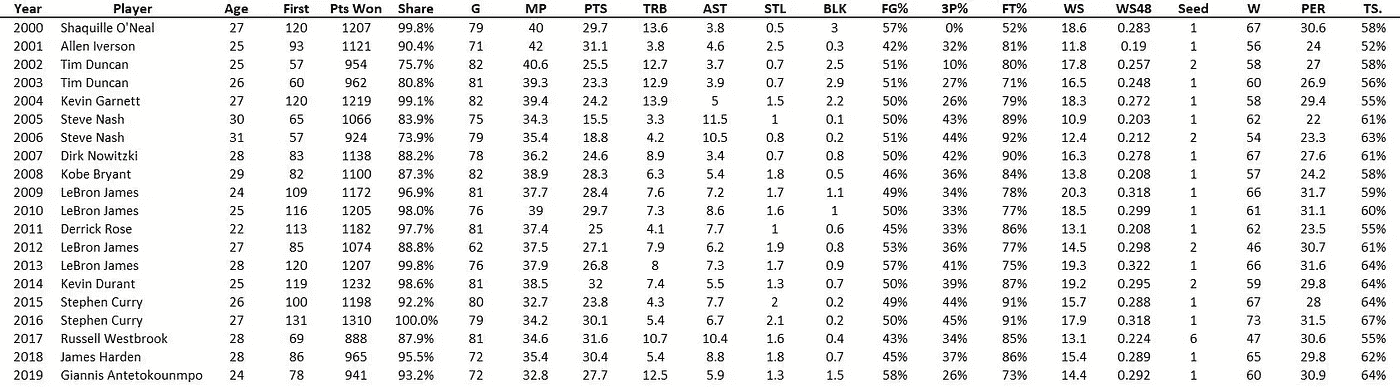 Year Player Age First Pts Won Share G MP PTS TRB AST STL BLK FG% 3P% FT% WS WS48 Seed W PER TS.
2000 Shaquille O'Neal 27 120 1207 99.8% 79 40 29.7 13.6 3.8 0.5 3 57% 0% 52% 18.6 0.283 1 67 30.6 58%
2001 Allen Iverson 25 93 1121 90.4% 71 42 31.1 3.8 4.6 2.5 0.3 42% 32% 81% 11.8 0.19 1 56 24 52%
2002 Tim Duncan 25 57 954 75.7% 82 40.6 25.5 12.7 3.7 0.7 2.5 51% 10% 80% 17.8 0.257 2 58 27 58%
2003 Tim Duncan 26 60 962 80.8% 81 39.3 23.3 12.9 3.9 0.7 2.9 51% 27% 71% 16.5 0.248 1 60 26.9 56%
2004 Kevin Garnett 27 120 1219 99.1% 82 39.4 24.2 13.9 5 1.5 2.2 50% 26% 79% 18.3 0.272 1 58 29.4 55%
2005 Steve Nash 30 65 1066 83.9% 75 34.3 15.5 3.3 11.5 1 0.1 50% 43% 89% 10.9 0.203 1 62 22 61%
2006 Steve Nash 31 57 924 73.9% 79 35.4 18.8 4.2 10.5 0.8 0.2 51% 44% 92% 12.4 0.212 2 54 23.3 63%
2007 Dirk Nowitzki 28 83 1138 88.2% 78 36.2 24.6 8.9 3.4 0.7 0.8 50% 42% 90% 16.3 0.278 1 67 27.6 61%
2008 Kobe Bryant 29 82 1100 87.3% 82 38.9 28.3 6.3 5.4 1.8 0.5 46% 36% 84% 13.8 0.208 1 57 24.2 58%
2009 LeBron James 24 109 1172 96.9% 81 37.7 28.4 7.6 7.2 1.7 1.1 49% 34% 78% 20.3 0.318 1 66 31.7 59%
2010 LeBron James 25 116 1205 98.0% 76 39 29.7 7.3 8.6 1.6 1 50% 33% 77% 18.5 0.299 1 61 31.1 60%
2011 Derrick Rose 22 113 1182 97.7% 81 37.4 25 4.1 7.7 1 0.6 45% 33% 86% 13.1 0.208 1 62 23.5 55%
2012 LeBron James 27 85 1074 88.8% 62 37.5 27.1 7.9 6.2 1.9 0.8 53% 36% 77% 14.5 0.298 2 46 30.7 61%
2013 LeBron James 28 120 1207 99.8% 76 37.9 26.8 8 7.3 1.7 0.9 57% 41% 75% 19.3 0.322 1 66 31.6 64%
2014 Kevin Durant 25 119 1232 98.6% 81 38.5 32 7.4 5.5 1.3 0.7 50% 39% 87% 19.2 0.295 2 59 29.8 64%
2015 Stephen Curry 26 100 1198 92.2% 80 32.7 23.8 4.3 7.7 2 0.2 49% 44% 91% 15.7 0.288 1 67 28 64%
2016 Stephen Curry 27 131 1310 100.0% 79 34.2 30.1 5.4 6.7 2.1 0.2 50% 45% 91% 17.9 0.318 1 73 31.5 67%
2017 Russell Westbrook 28 69 888 87.9% 81 34.6 31.6 10.7 10.4 1.6 0.4 43% 34% 85% 13.1 0.224 6 47 30.6 55%
2018 James Harden 28 86 965 95.5% 72 35.4 30.4 5.4 8.8 1.8 0.7 45% 37% 86% 15.4 0.289 1 65 29.8 62%
2019 Giannis Antetokounmpo 24 78 941 93.2% 72 32.8 27.7 12.5 5.9 1.3 1.5 58% 26% 73% 14.4 0.292 1 60 30.9 64%